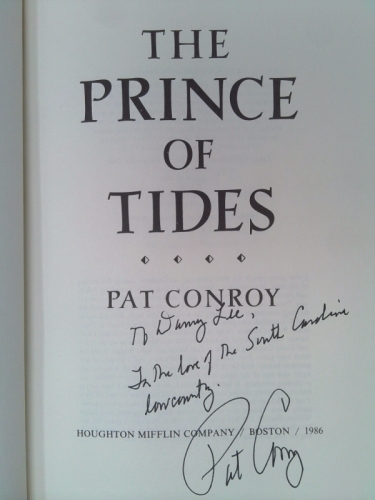 THE
PRINCE
OF
TIDES
PAT CONROY
To Danny Lee,
For the love of the South Carolina
lowcountry.
HOUGHTON MIFFLIN COMPANY / BOSTON / 1986
Pat Conroy